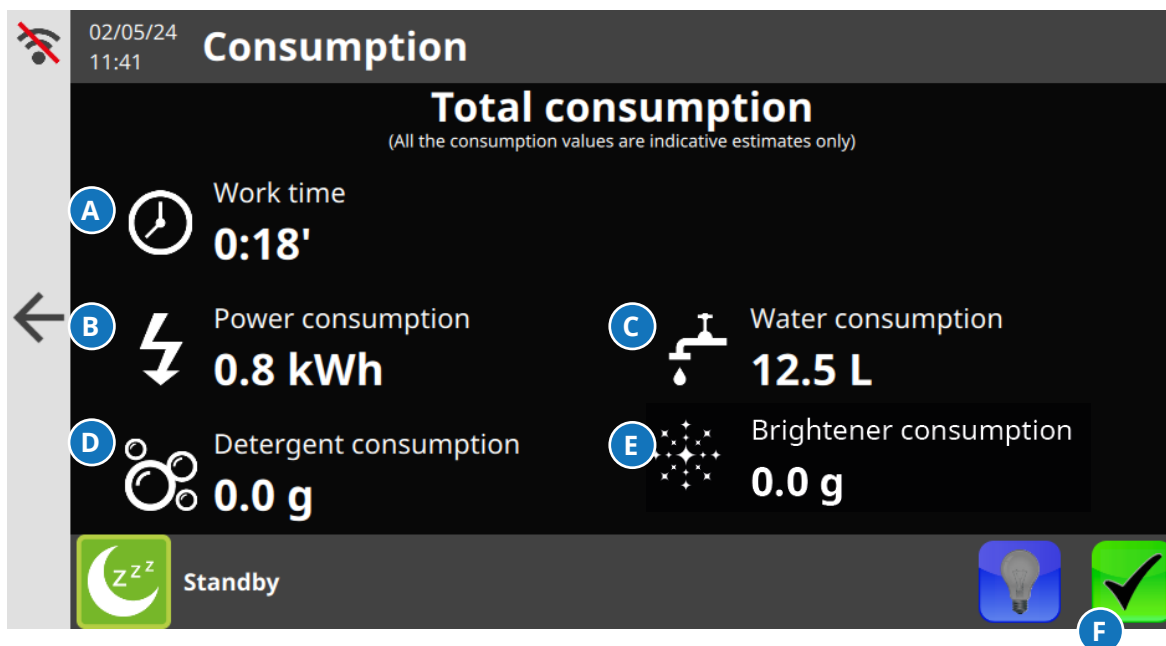 02/05/24
11:41
Consumption
Total consumption
(All the consumption values are indicative estimates only)
A
Work time
0:18'
B
Power consumption
0.8 kWh
C
Water consumption
12.5 L
D
Detergent consumption
0.0 g
E
Brightener consumption
0.0 g
zzz
Standby
F